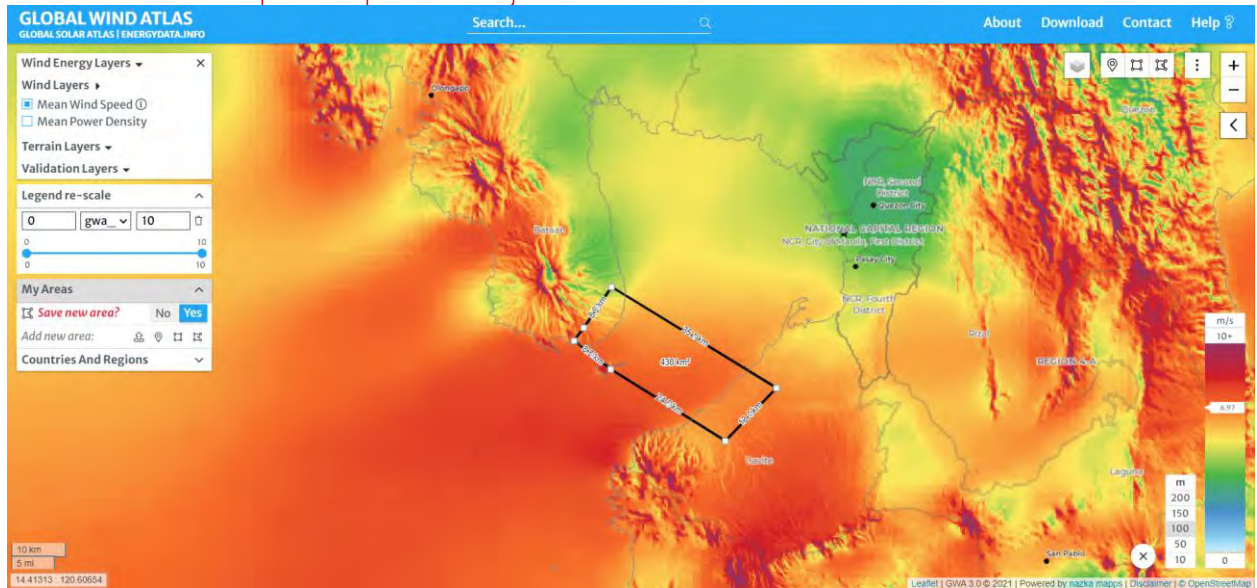 GLOBAL WIND ATLAS
GLOBAL SOLAR ATLAS | ENERGYDATA.INFO
Search...
About Download Contact Help
Wind Energy Layers
Wind Layers
Mean Wind Speed
Mean Power Density
Terrain Layers
Validation Layers
Legend re-scale
0 gwa_ 10
0 10
0 10
My Areas
Save new area? No Yes
Add new area:
Countries And Regions
Olongapo
Quezon
NCR, Second
District
Quezon City
Bataan
NATIONAL CAPITAL REGION
NCR, City of Manila, First District
Pasay City
NCR, Fourth
District
Rizal
REGION 4-A
430 km²
Cavite
Laguna
San Pablo
m/s
10+
6.97
0
m
200
150
100
50
10
10 km
5 mi
14.41313 : 120.60654
Leaflet | GWA 3.0 © 2021 | Powered by nazka mapps | Disclaimer | © OpenStreetMap